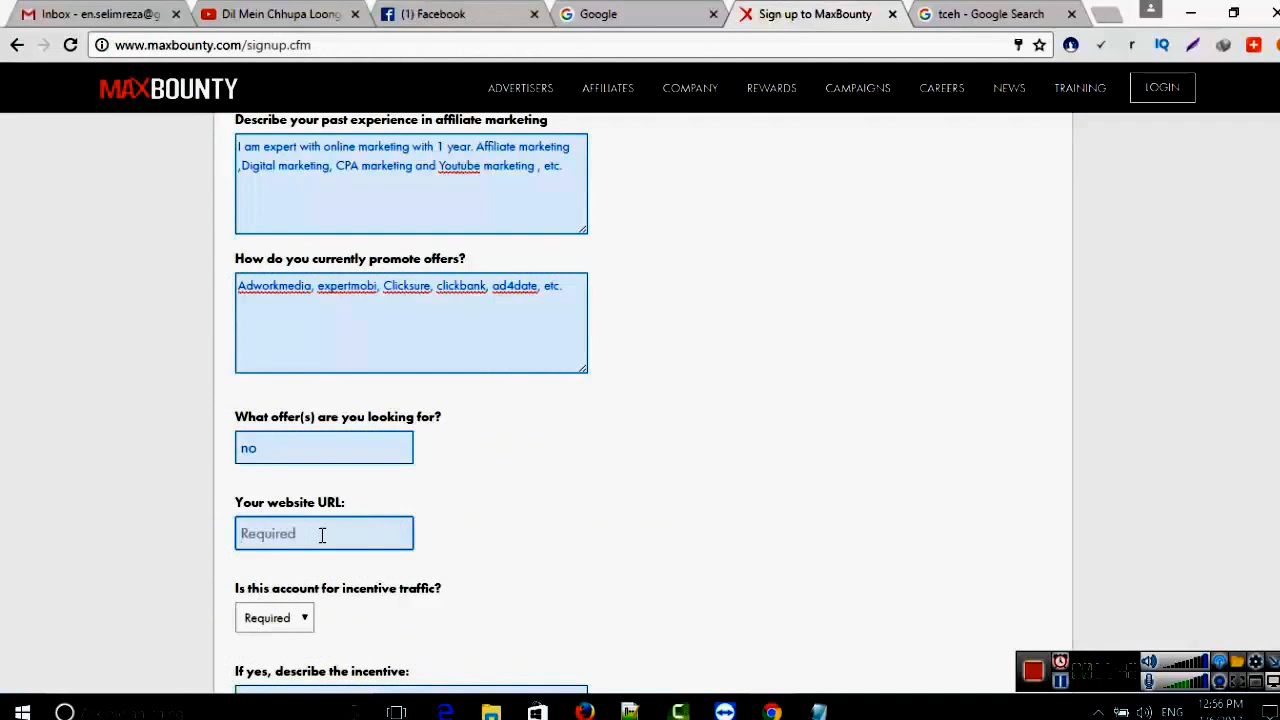 Inbox - en.selimreza@g
Dil Mein Chhupa Loong
(1) Facebook
Google
Sign up to MaxBounty
tceh - Google Search
www.maxbounty.com/signup.cfm
MAXBOUNTY
ADVERTISERS
AFFILIATES
COMPANY
REWARDS
CAMPAIGNS
CAREERS
NEWS
TRAINING
LOGIN
Describe your past experience in affiliate marketing
I am expert with online marketing with 1 year. Affiliate marketing
,Digital marketing, CPA marketing and Youtube marketing , etc.
How do you currently promote offers?
Adworkmedia, expertmobi, Clicksure, clickbank, ad4date, etc.
What offer(s) are you looking for?
no
Your website URL:
Required
Is this account for incentive traffic?
Required
If yes, describe the incentive:
ENG
12:56 PM